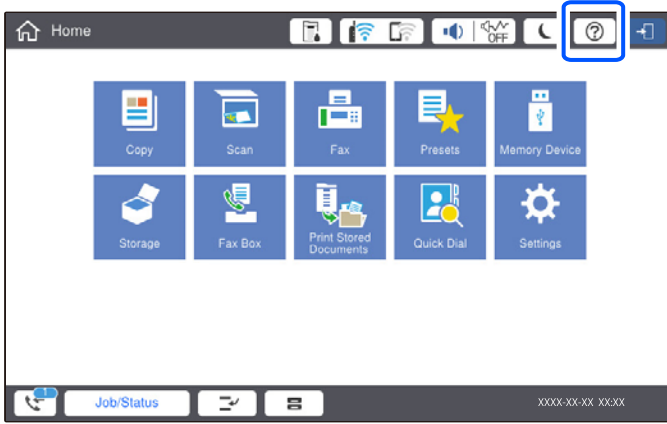 Home
OFF
?
Copy
Scan
Fax
Presets
Memory Device
Storage
Fax Box
Print Stored
Documents
Quick Dial
Settings
1
Job/Status
XXXX-XX-XX XX:XX